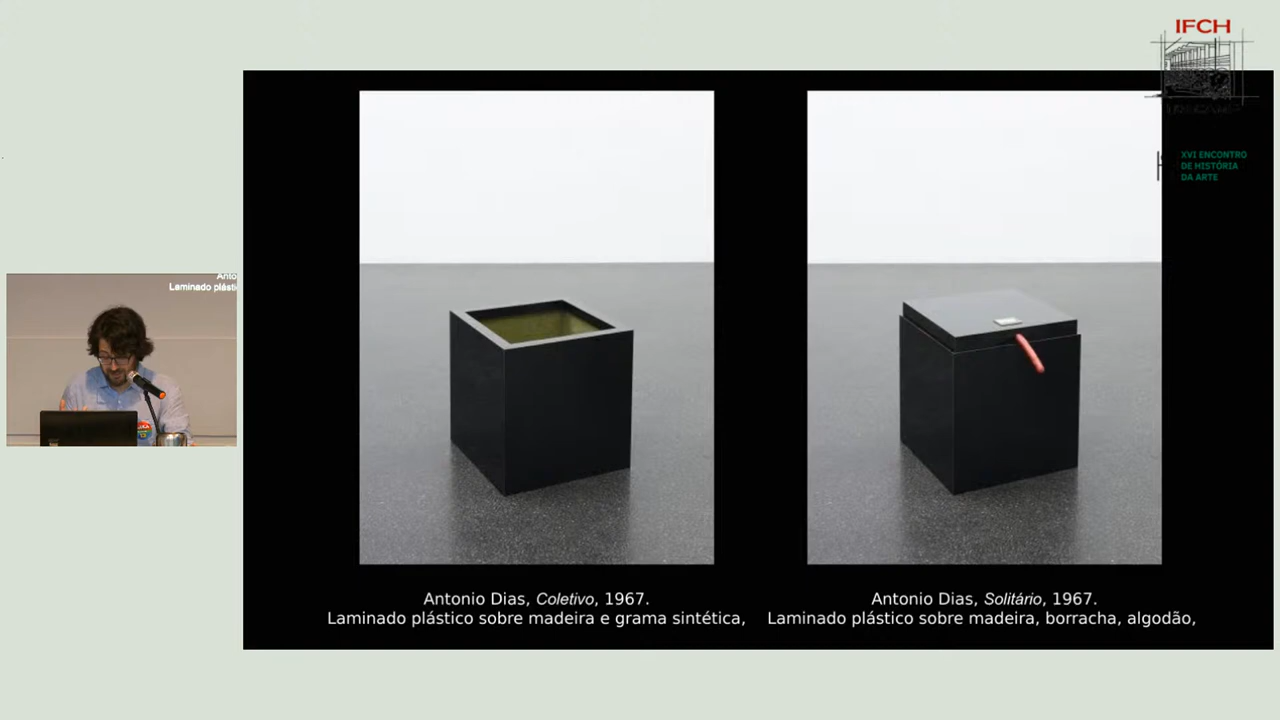 IFCH
XVI ENCONTRO
DE HISTÓRIA
DA ARTE
Laminado plásti
Antonio Dias, Coletivo, 1967.
Laminado plástico sobre madeira e grama sintética,
Antonio Dias, Solitário, 1967.
Laminado plástico sobre madeira, borracha, algodão,